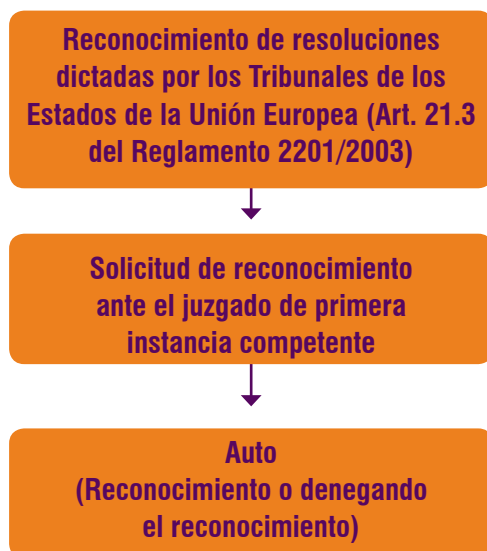 Reconocimiento de resoluciones
dictadas por los Tribunales de los
Estados de la Unión Europea (Art. 21.3
del Reglamento 2201/2003)
Solicitud de reconocimiento
ante el juzgado de primera
instancia competente
Auto
(Reconocimiento o denegando
el reconocimiento)